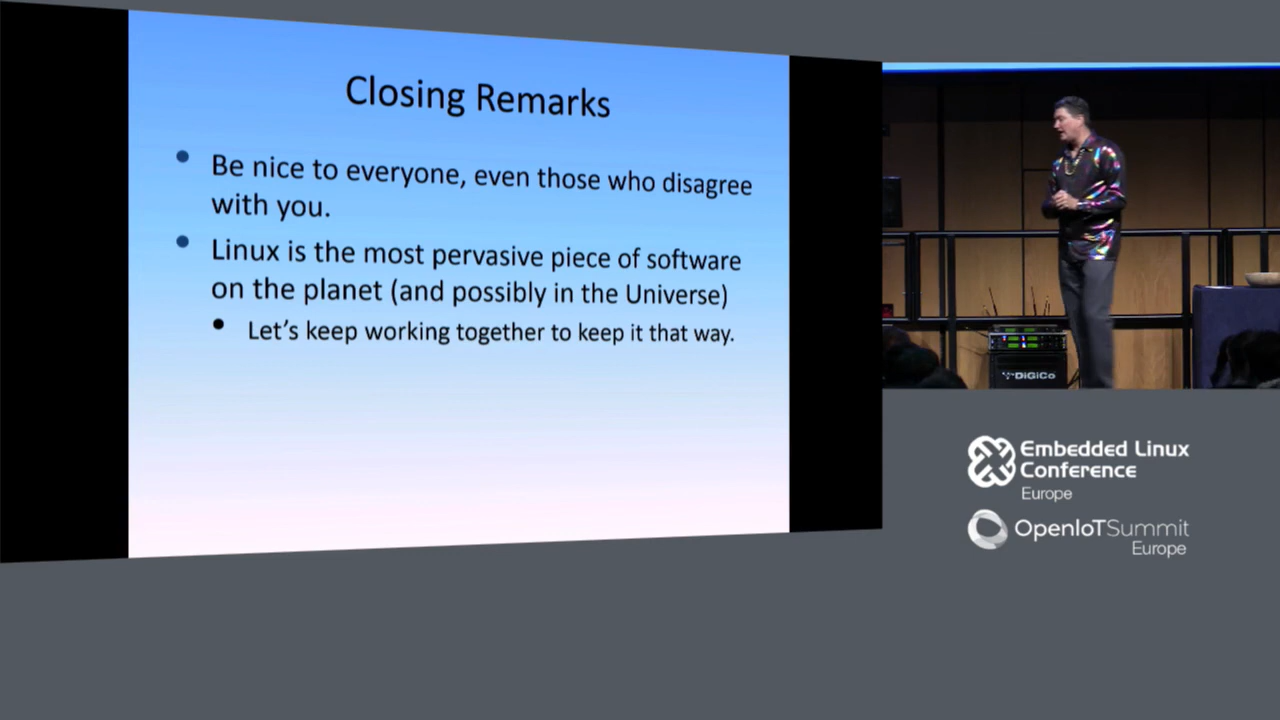 Closing Remarks
Be nice to everyone, even those who disagree
with you.
Linux is the most pervasive piece of software
on the planet (and possibly in the Universe)
Let's keep working together to keep it that way.
DiGiCo
Embedded Linux
Conference
Europe
OpenIoTSummit
Europe